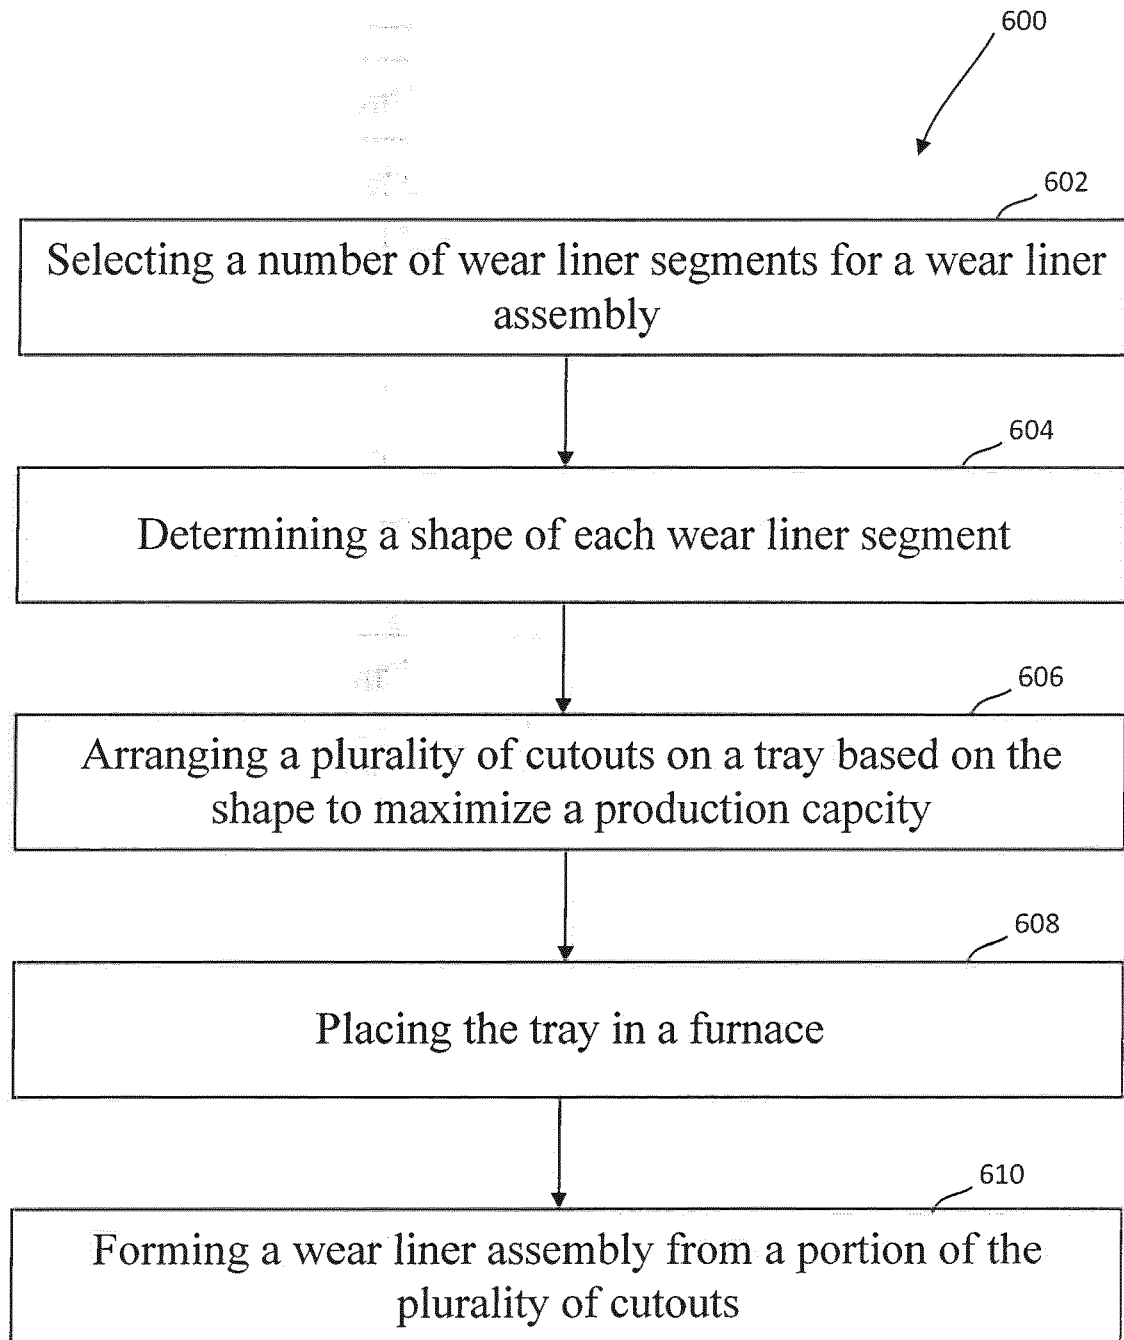 600
602
Selecting a number of wear liner segments for a wear liner
assembly
604
Determining a shape of each wear liner segment
606
Arranging a plurality of cutouts on a tray based on the
shape to maximize a production capcity
608
Placing the tray in a furnace
610
Forming a wear liner assembly from a portion of the
plurality of cutouts